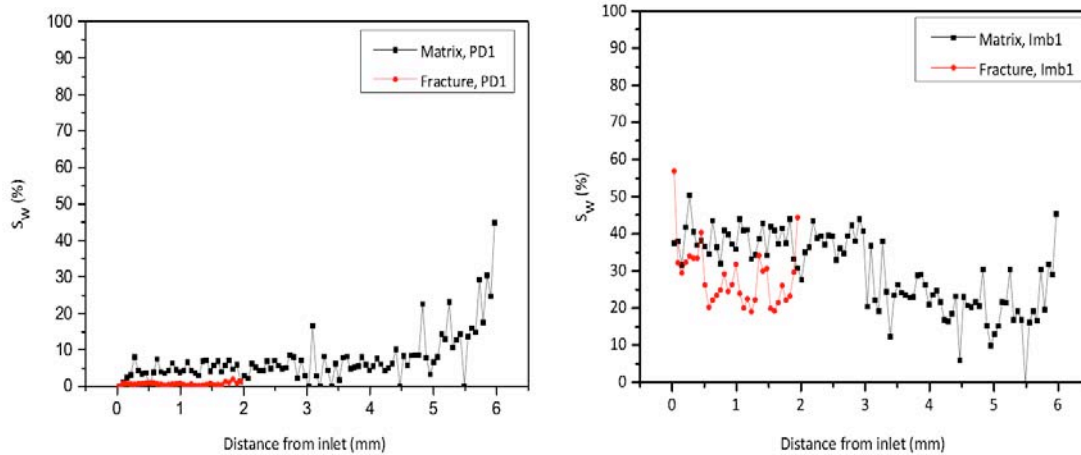 Matrix, PD1
Fracture, PD1
100
90
80
70
60
50
40
30
20
10
0
Sw (%)
0 1 2 3 4 5 6
Distance from inlet (mm)
Matrix, Imb1
Fracture, Imb1
100
90
80
70
60
50
40
30
20
10
0
Sw (%)
0 1 2 3 4 5 6
Distance from inlet (mm)